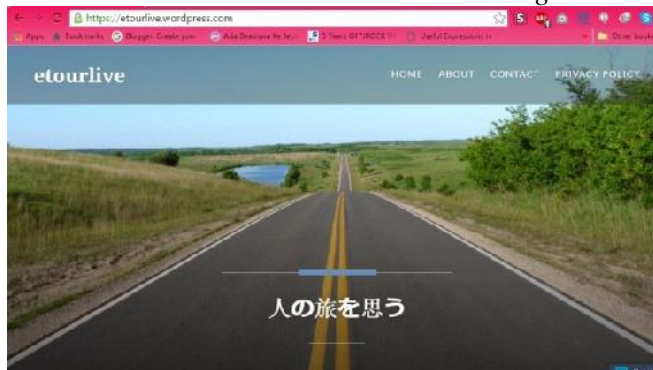 https://etourlive.wordpress.com
Apps
etourlive
HOME ABOUT CONTACT PRIVACY POLICY
人の旅を思う